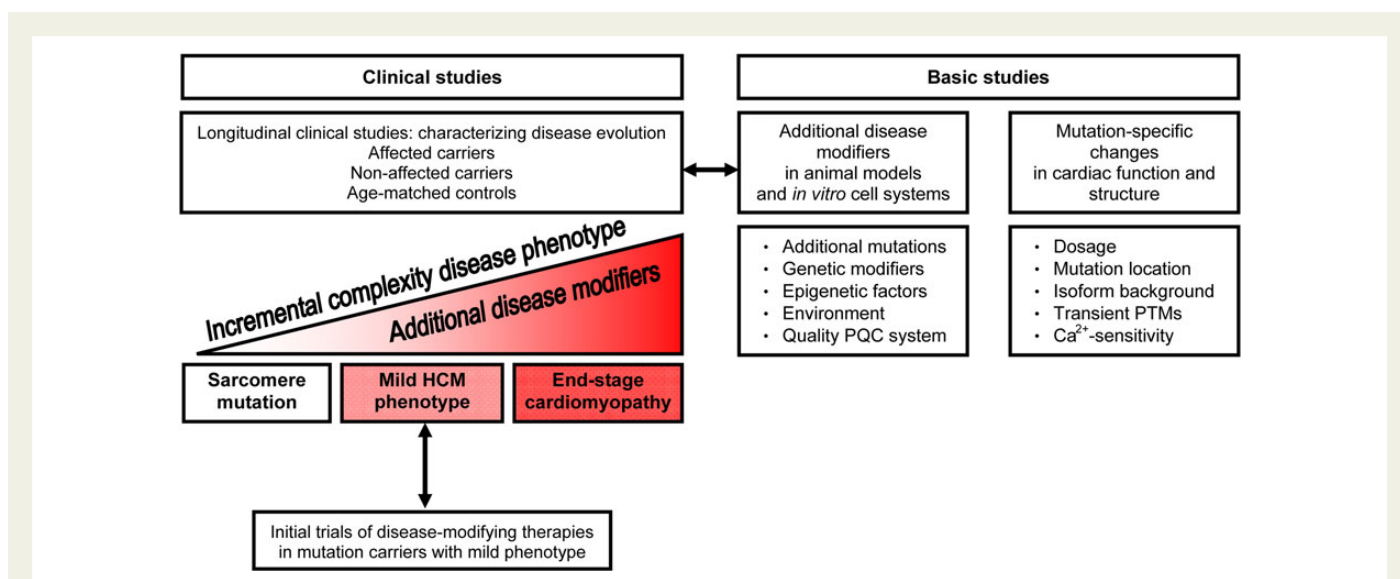 Clinical studies
Longitudinal clinical studies: characterizing disease evolution
Affected carriers
Non-affected carriers
Age-matched controls
Incremental complexity disease phenotype
Additional disease modifiers
Sarcomere
mutation
Mild HCM
phenotype
End-stage
cardiomyopathy
Initial trials of disease-modifying therapies
in mutation carriers with mild phenotype
Basic studies
Additional disease
modifiers
in animal models
and in vitro cell systems
• Additional mutations
• Genetic modifiers
• Epigenetic factors
• Environment
• Quality PQC system
Mutation-specific
changes
in cardiac function and
structure
• Dosage
• Mutation location
• Isoform background
• Transient PTMs
• Ca²⁺-sensitivity